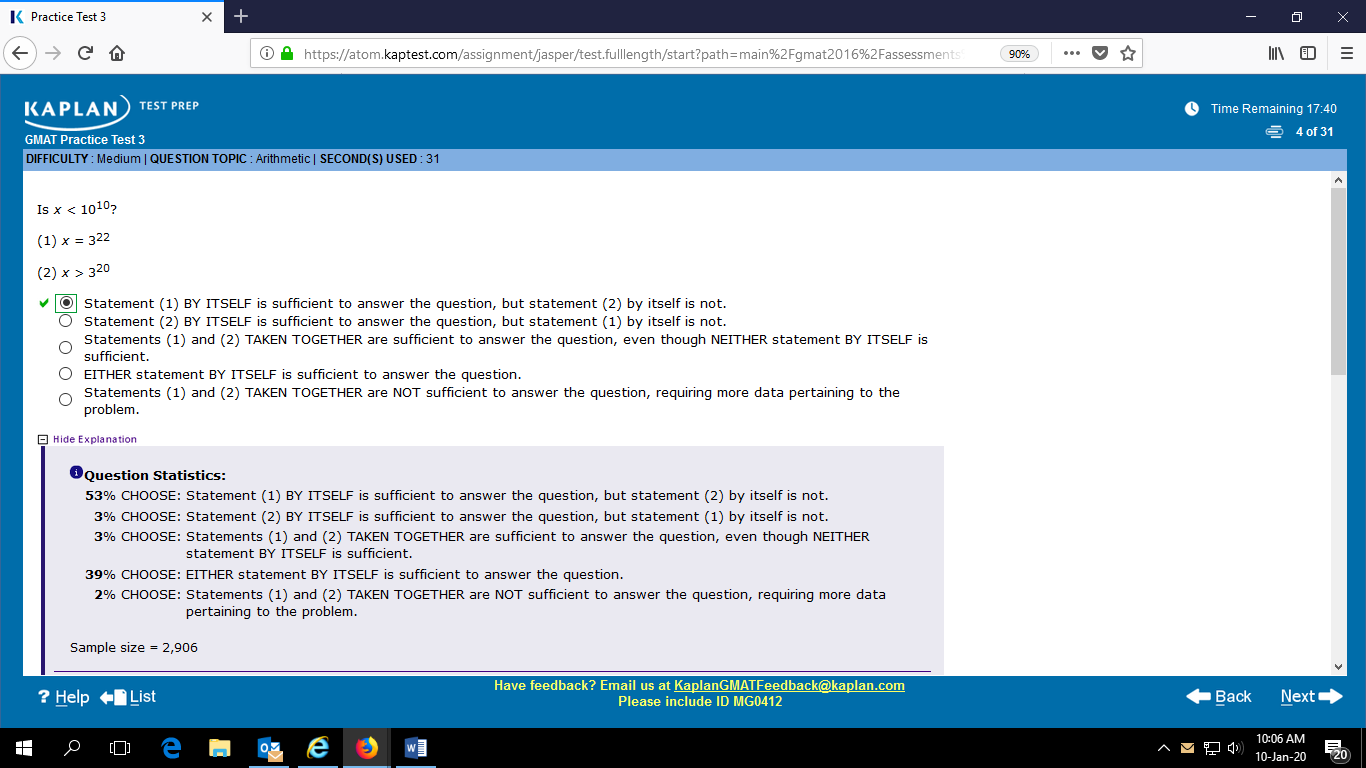 Practice Test 3
https://atom.kaptest.com/assignment/jasper/test.fulllength/start?path=main%2Fgmat2016%2Fassessments
90%
KAPLAN TEST PREP
Time Remaining 17:40
GMAT Practice Test 3
4 of 31
DIFFICULTY : Medium | QUESTION TOPIC : Arithmetic | SECOND(S) USED : 31
Is x < 10¹⁰?
(1) x = 3²²
(2) x > 3²⁰
Statement (1) BY ITSELF is sufficient to answer the question, but statement (2) by itself is not.
Statement (2) BY ITSELF is sufficient to answer the question, but statement (1) by itself is not.
Statements (1) and (2) TAKEN TOGETHER are sufficient to answer the question, even though NEITHER statement BY ITSELF is
sufficient.
EITHER statement BY ITSELF is sufficient to answer the question.
Statements (1) and (2) TAKEN TOGETHER are NOT sufficient to answer the question, requiring more data pertaining to the
problem.
Hide Explanation
Question Statistics:
53% CHOOSE: Statement (1) BY ITSELF is sufficient to answer the question, but statement (2) by itself is not.
3% CHOOSE: Statement (2) BY ITSELF is sufficient to answer the question, but statement (1) by itself is not.
3% CHOOSE: Statements (1) and (2) TAKEN TOGETHER are sufficient to answer the question, even though NEITHER
statement BY ITSELF is sufficient.
39% CHOOSE: EITHER statement BY ITSELF is sufficient to answer the question.
2% CHOOSE: Statements (1) and (2) TAKEN TOGETHER are NOT sufficient to answer the question, requiring more data
pertaining to the problem.
Sample size = 2,906
? Help List
Have feedback? Email us at KaplanGMATFeedback@kaplan.com
Please include ID MG0412
Back Next
10:06 AM
10-Jan-20
20